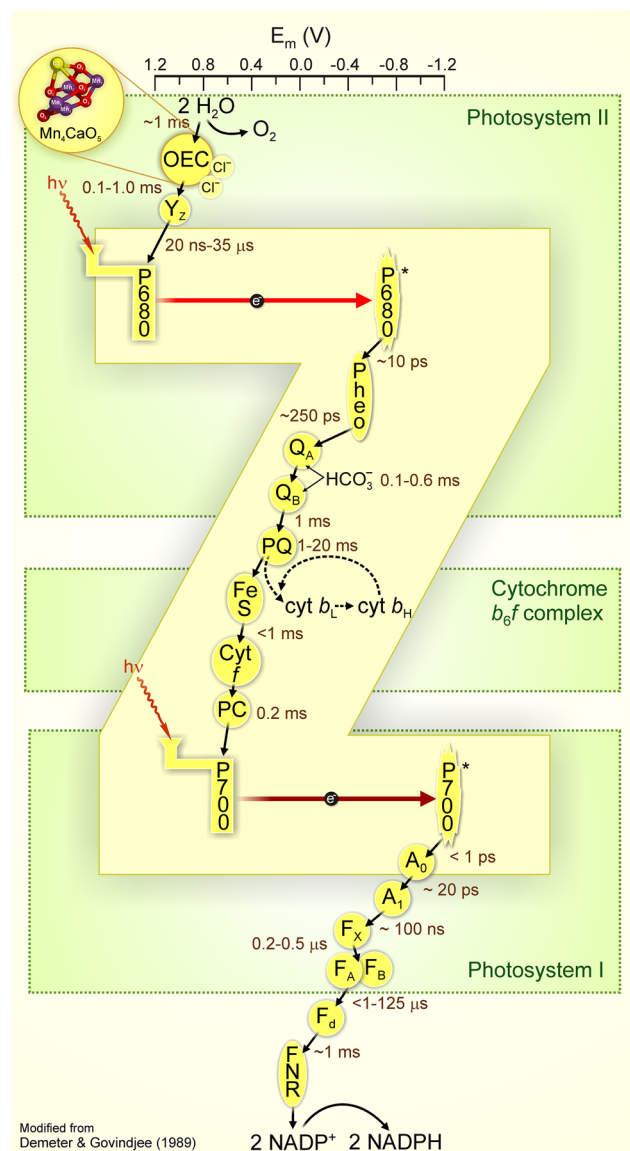 Em (V)
1.2 0.8 0.4 0.0 -0.4 -0.8 -1.2
Mn₄CaO₅
Photosystem II
2 H₂O
~1 ms
O₂
OEC
Cl⁻
Cl⁻
hν
0.1-1.0 ms
Yz
20 ns-35 μs
P680
e⁻
P680*
~10 ps
Pheo
~250 ps
QA
HCO₃⁻
0.1-0.6 ms
QB
1 ms
PQ
1-20 ms
Cytochrome
b₆f complex
FeS
cyt bL
cyt bH
<1 ms
Cyt
f
hν
PC
0.2 ms
P700
e⁻
P700*
< 1 ps
A₀
~ 20 ps
A₁
~ 100 ns
FX
0.2-0.5 μs
FA
FB
Photosystem I
<1-125 μs
Fd
~1 ms
FNR
2 NADP⁺ 2 NADPH
Modified from
Demeter & Govindjee (1989)